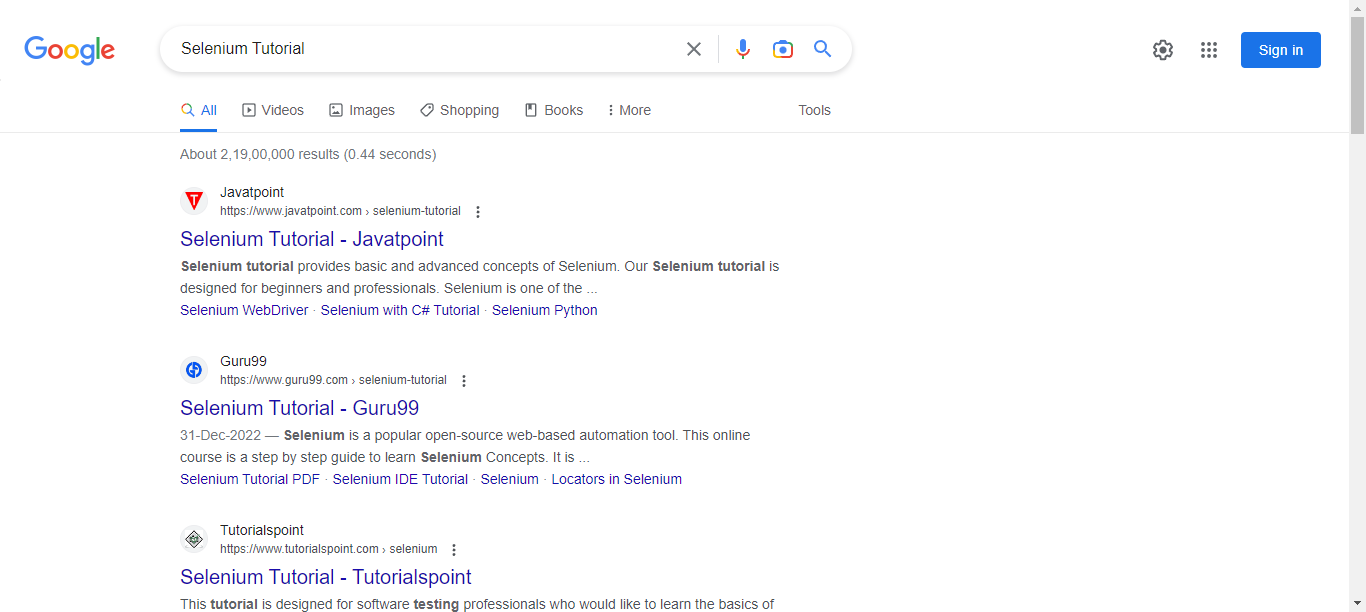 Google
Selenium Tutorial
Sign in
All
Videos
Images
Shopping
Books
More
Tools
About 2,19,00,000 results (0.44 seconds)
Javatpoint
https://www.javatpoint.com › selenium-tutorial
Selenium Tutorial - Javatpoint
Selenium tutorial provides basic and advanced concepts of Selenium. Our Selenium tutorial is
designed for beginners and professionals. Selenium is one of the ...
Selenium WebDriver · Selenium with C# Tutorial · Selenium Python
Guru99
https://www.guru99.com › selenium-tutorial
Selenium Tutorial - Guru99
31-Dec-2022 — Selenium is a popular open-source web-based automation tool. This online
course is a step by step guide to learn Selenium Concepts. It is ...
Selenium Tutorial PDF · Selenium IDE Tutorial · Selenium · Locators in Selenium
Tutorialspoint
https://www.tutorialspoint.com › selenium
Selenium Tutorial - Tutorialspoint
This tutorial is designed for software testing professionals who would like to learn the basics of